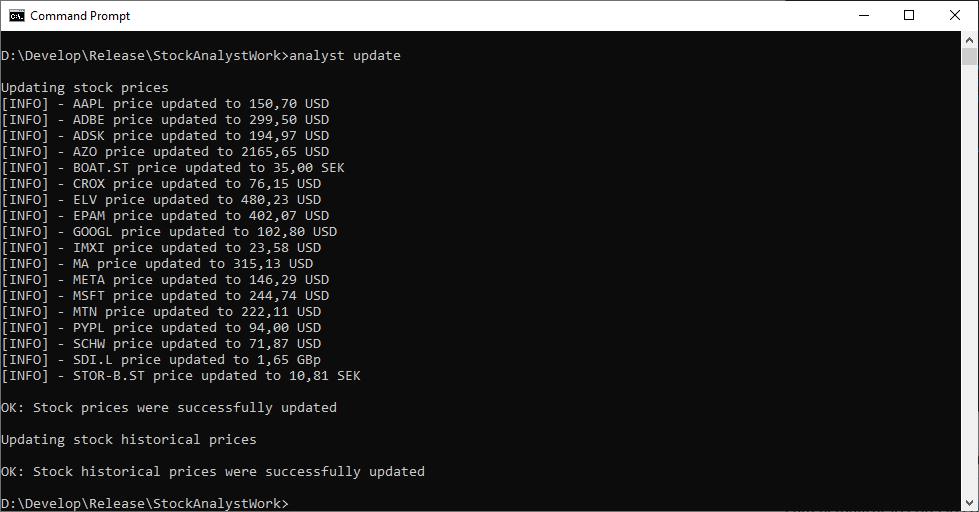 Command Prompt
D:\Develop\Release\StockAnalystWork>analyst update
Updating stock prices
[INFO] - AAPL price updated to 150,70 USD
[INFO] - ADBE price updated to 299,50 USD
[INFO] - ADSK price updated to 194,97 USD
[INFO] - AZO price updated to 2165,65 USD
[INFO] - BOAT.ST price updated to 35,00 SEK
[INFO] - CROX price updated to 76,15 USD
[INFO] - ELV price updated to 480,23 USD
[INFO] - EPAM price updated to 402,07 USD
[INFO] - GOOGL price updated to 102,80 USD
[INFO] - IMXI price updated to 23,58 USD
[INFO] - MA price updated to 315,13 USD
[INFO] - META price updated to 146,29 USD
[INFO] - MSFT price updated to 244,74 USD
[INFO] - MTN price updated to 222,11 USD
[INFO] - PYPL price updated to 94,00 USD
[INFO] - SCHW price updated to 71,87 USD
[INFO] - SDI.L price updated to 1,65 GBp
[INFO] - STOR-B.ST price updated to 10,81 SEK
OK: Stock prices were successfully updated
Updating stock historical prices
OK: Stock historical prices were successfully updated
D:\Develop\Release\StockAnalystWork>